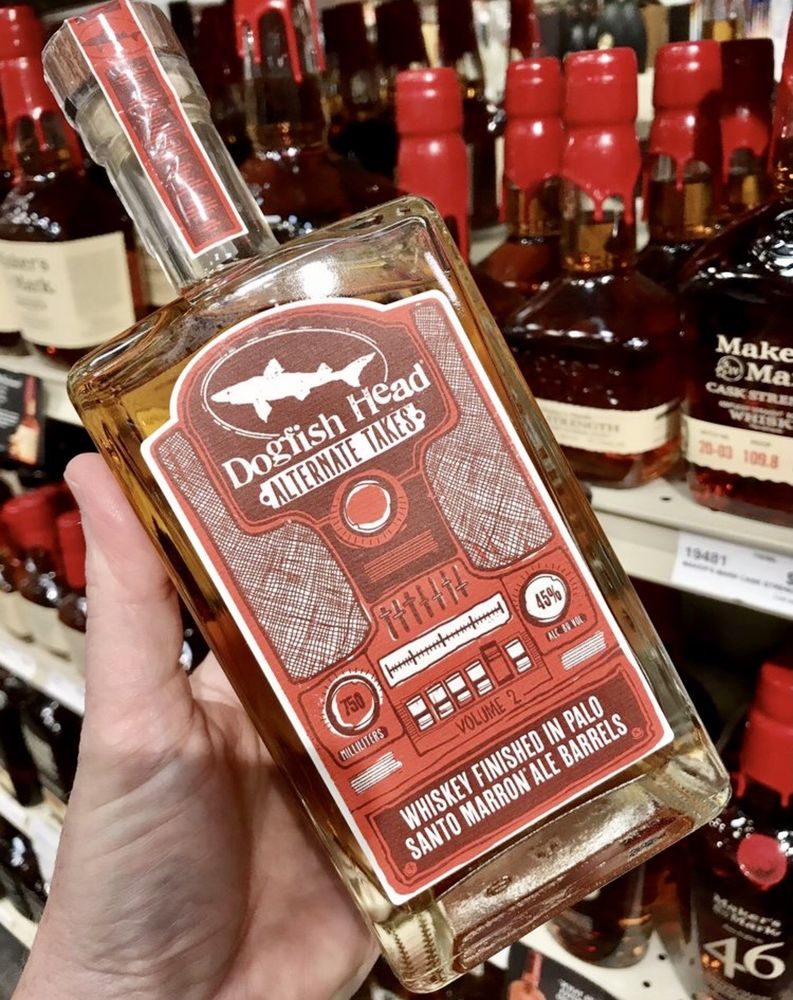 Dogfish Head
ALTERNATE TAKES
45%
ALC. BY VOL.
750
MILLILITERS
VOLUME 2
WHISKEY FINISHED IN PALO
SANTO MARRON ALE BARRELS
Maker's
Mark
CASK STRENGTH
WHISKY
20-03 109.8
19481
Maker's
Mark
46